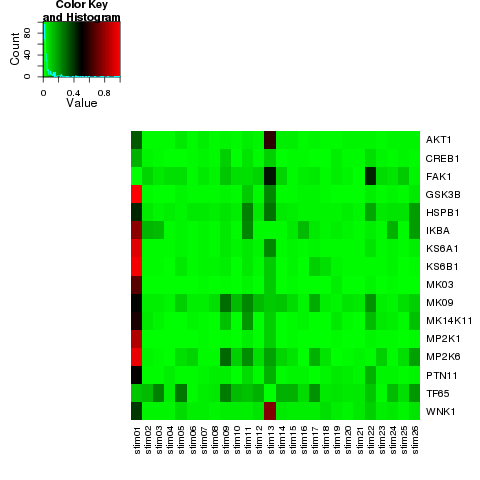 Color Key
and Histogram
Count
0 40 80
0 0.4 0.8
Value
AKT1
CREB1
FAK1
GSK3B
HSPB1
IKBA
KS6A1
KS6B1
MK03
MK09
MK14K11
MP2K1
MP2K6
PTN11
TF65
WNK1
stim01 stim02 stim03 stim04 stim05 stim06 stim07 stim08 stim09 stim10 stim11 stim12 stim13 stim14 stim15 stim16 stim17 stim18 stim19 stim20 stim21 stim22 stim23 stim24 stim25 stim26